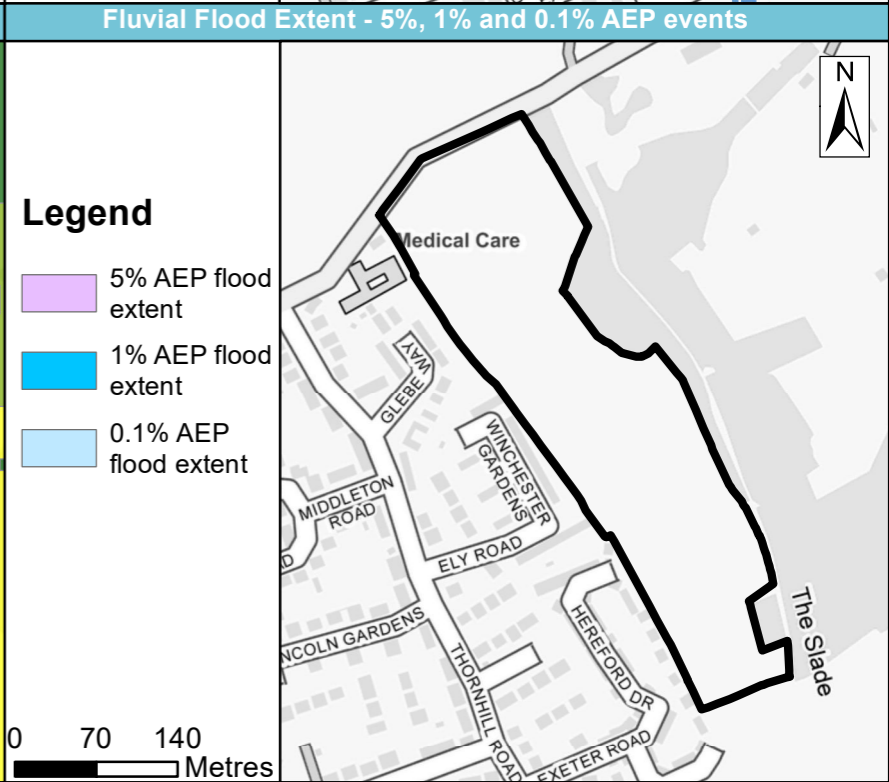 Fluvial Flood Extent - 5%, 1% and 0.1% AEP events
N
Legend
5% AEP flood
extent
1% AEP flood
extent
0.1% AEP
flood extent
0 70 140
Metres
Medical Care
GLEBE WAY
WINCHESTER
GARDENS
MIDDLETON
ROAD
D
ELY ROAD
NCOLN GARDENS
HEREFORD DR
THORNHILL ROAD
EXETER ROAD
The Slade